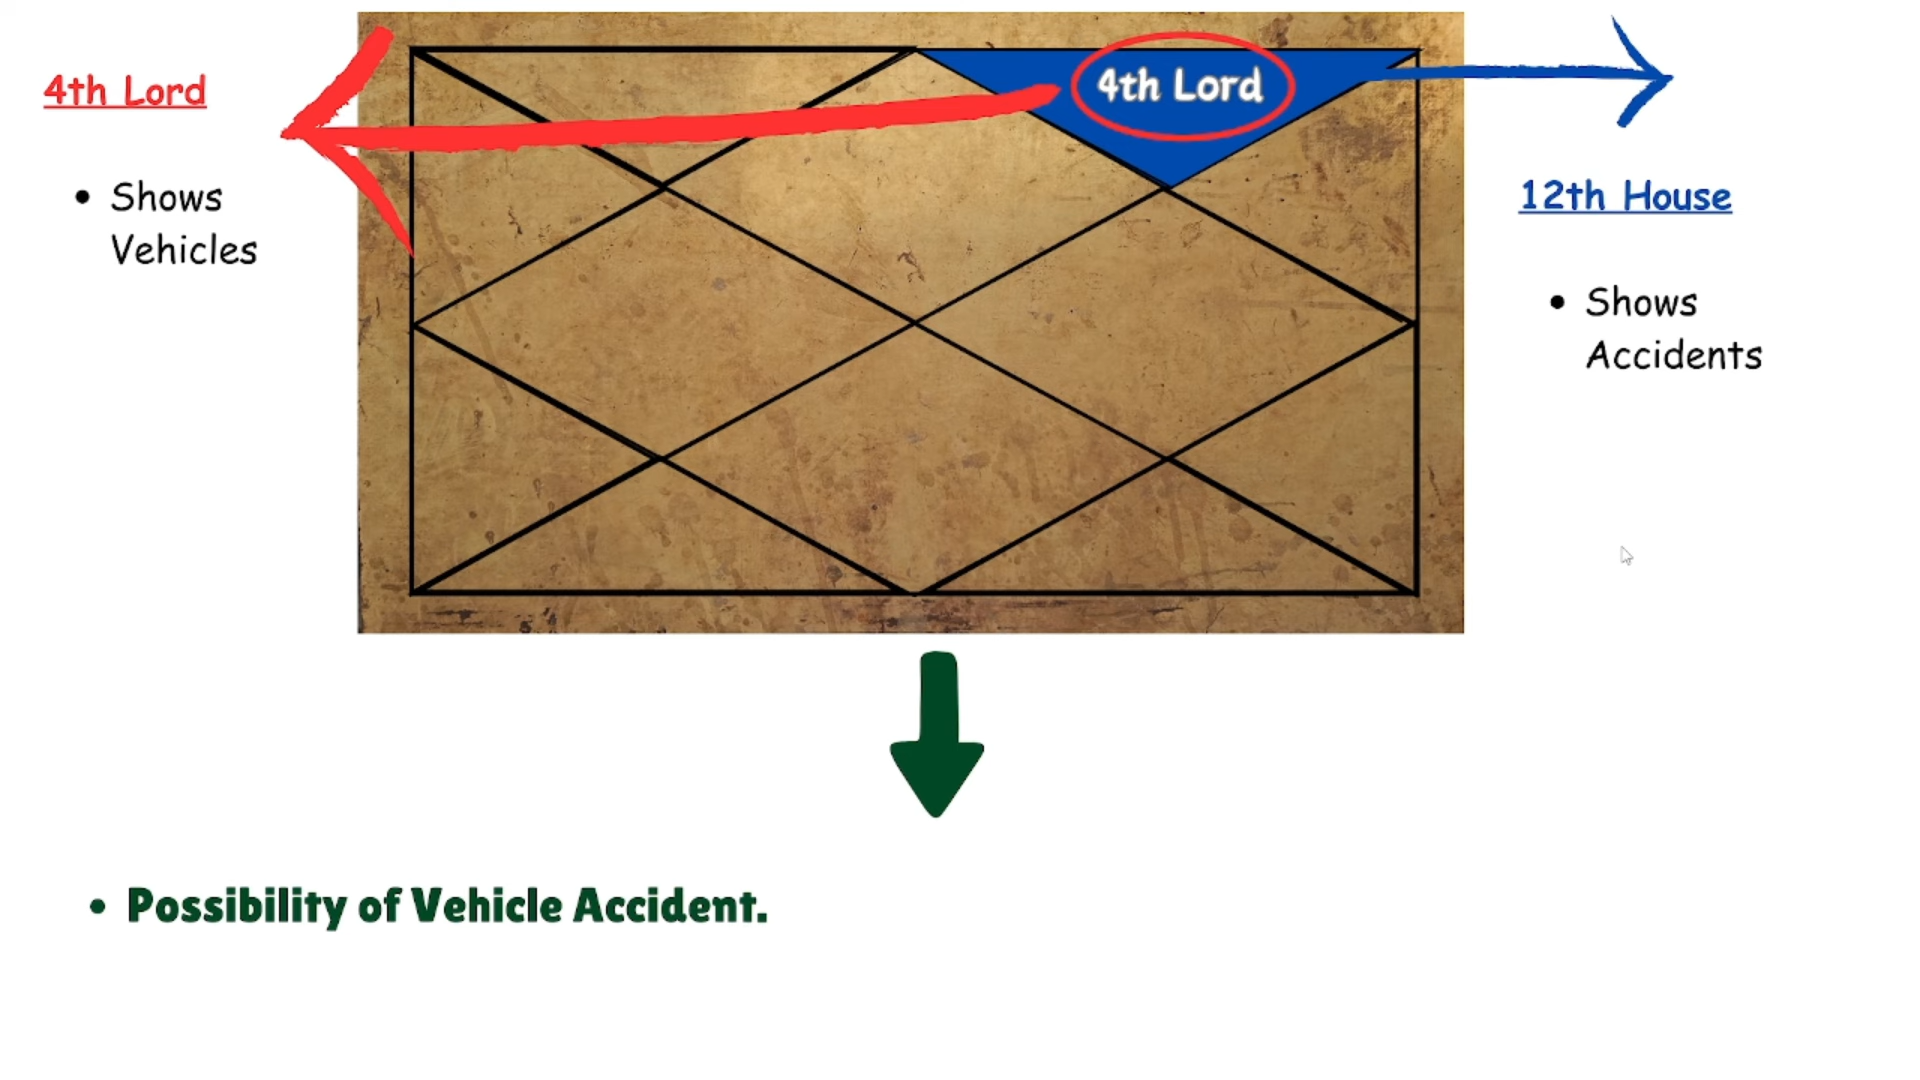 4th Lord
• Shows
Vehicles
4th Lord
12th House
• Shows
Accidents
• Possibility of Vehicle Accident.